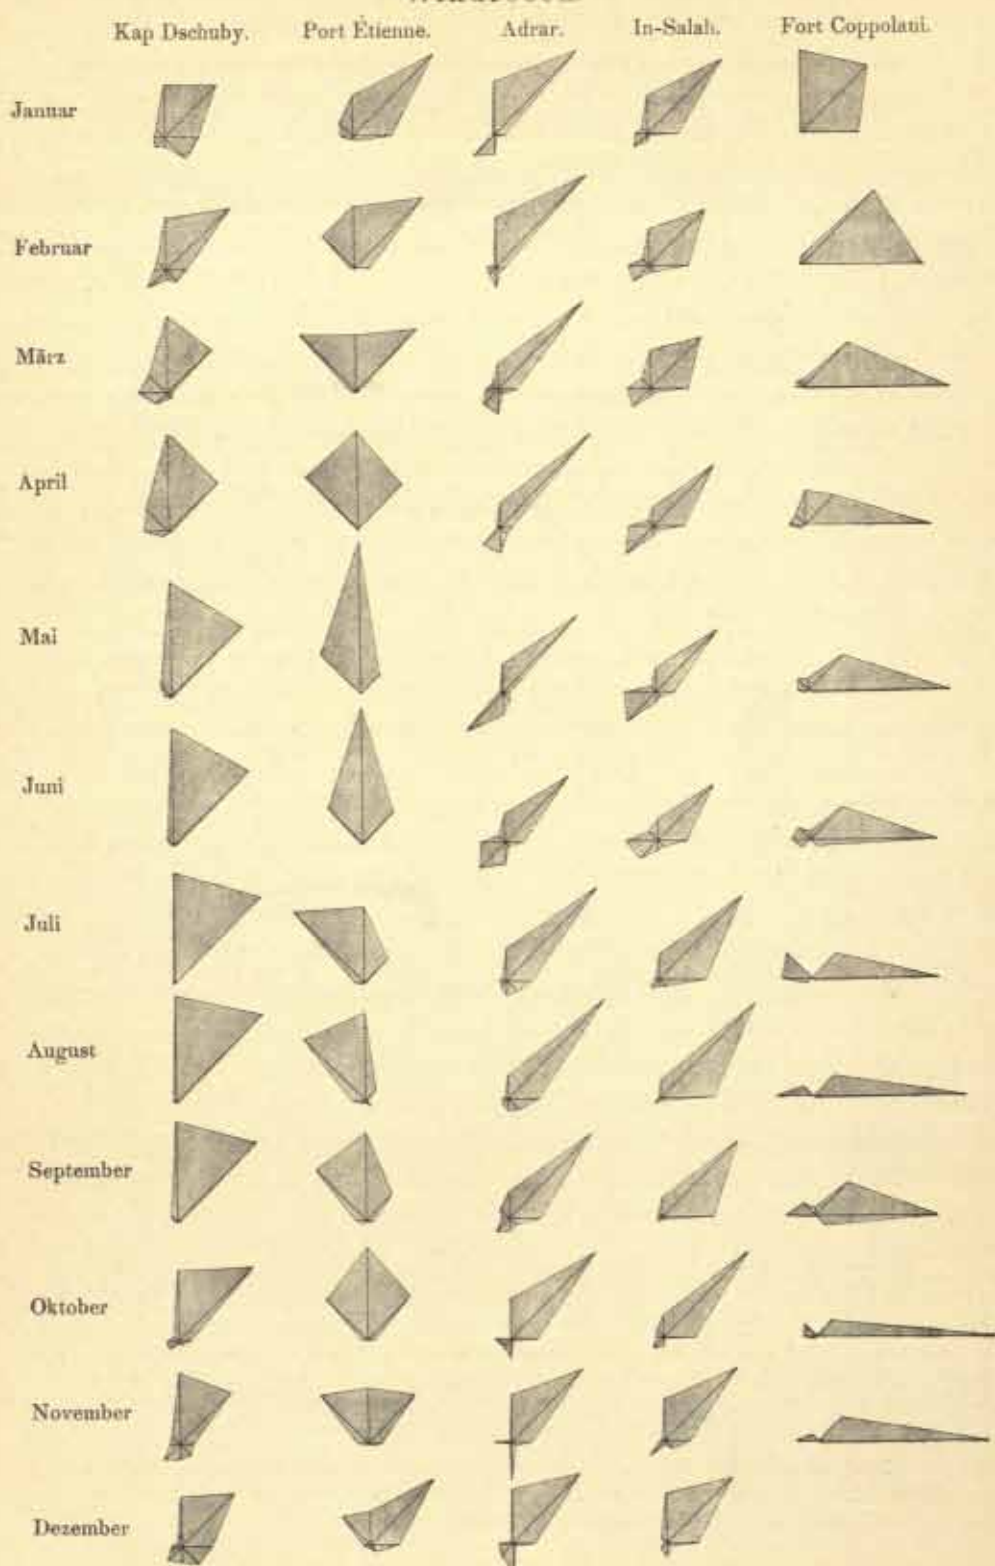 Kap Dschuby. Port Étienne. Adrar. In-Salah. Fort Coppolani.
Januar
Februar
März
April
Mai
Juni
Juli
August
September
Oktober
November
Dezember